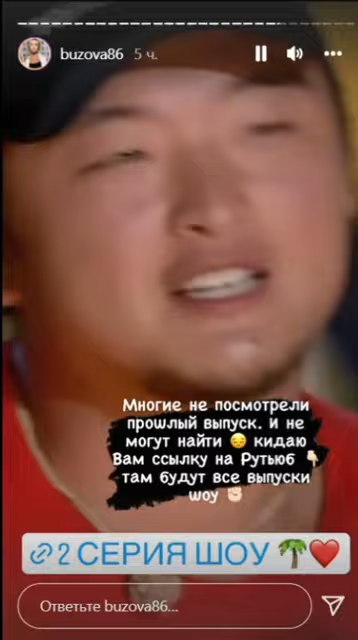 buzova86 5 ч.
Многие не посмотрели
прошлый выпуск. И не
могут найти 😔 кидаю
Вам ссылку на Рутьюб 👇🏻
там будут все выпуски
шоу ✊🏻
2 СЕРИЯ ШОУ 🌴❤️
Ответьте buzova86...